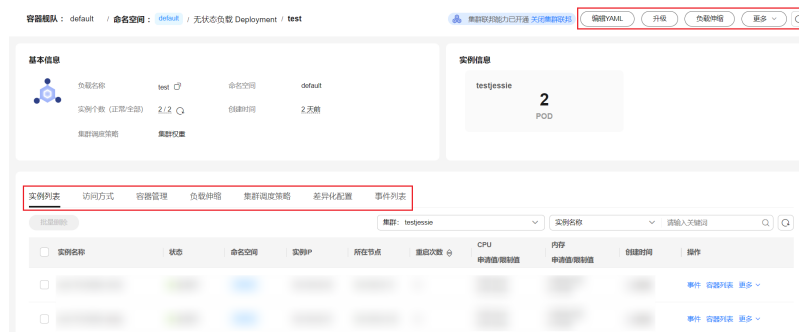 容器舰队： default / 命名空间： default / 无状态负载 Deployment / test 集群联邦能力已开通 关闭集群联邦 编辑YAML 升级 负载伸缩 更多
基本信息
负载名称 test 命名空间 default
实例个数（正常/全部） 2 / 2 创建时间 2 天前
集群调度策略 集群权重
实例信息
testjessie
2
POD
实例列表 访问方式 容器管理 负载伸缩 集群调度策略 差异化配置 事件列表
批量删除 集群： testjessie 实例名称 请输入关键词
实例名称 状态 命名空间 实例IP 所在节点 重启次数 CPU 申请值/限制值 内存 申请值/限制值 创建时间 操作
事件 容器列表 更多
事件 容器列表 更多